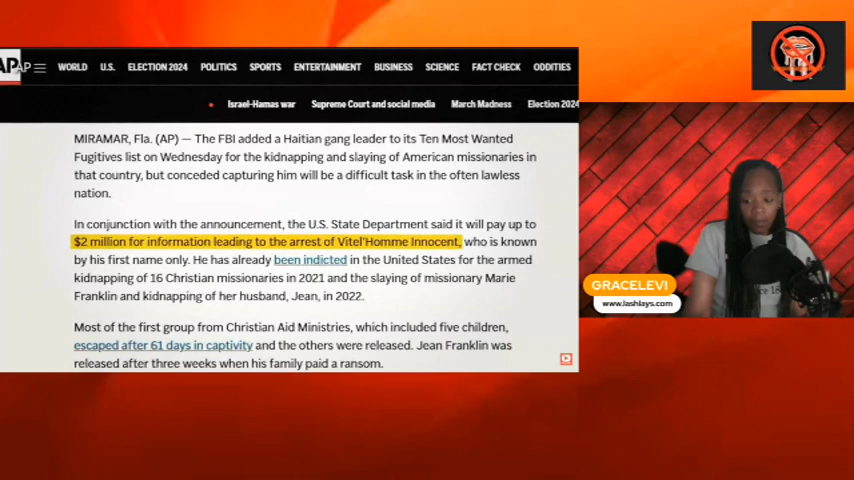 AP AP WORLD U.S. ELECTION 2024 POLITICS SPORTS ENTERTAINMENT BUSINESS SCIENCE FACT CHECK ODDITIES
Israel-Hamas war Supreme Court and social media March Madness Election 2024
MIRAMAR, Fla. (AP) — The FBI added a Haitian gang leader to its Ten Most Wanted
Fugitives list on Wednesday for the kidnapping and slaying of American missionaries in
that country, but conceded capturing him will be a difficult task in the often lawless
nation.
In conjunction with the announcement, the U.S. State Department said it will pay up to
$2 million for information leading to the arrest of Vitel'Homme Innocent, who is known
by his first name only. He has already been indicted in the United States for the armed
kidnapping of 16 Christian missionaries in 2021 and the slaying of missionary Marie
Franklin and kidnapping of her husband, Jean, in 2022.
Most of the first group from Christian Aid Ministries, which included five children,
escaped after 61 days in captivity and the others were released. Jean Franklin was
released after three weeks when his family paid a ransom.
GRACELEVI
www.lashlays.com